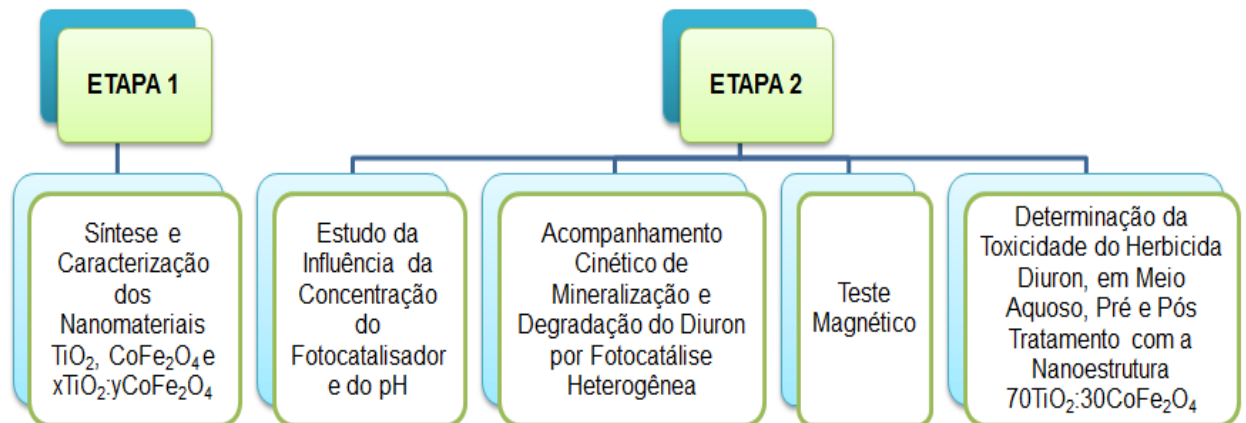 ETAPA 1
ETAPA 2
Síntese e
Caracterização
dos
Nanomateriais
TiO₂, CoFe₂O₄ e
xTiO₂:yCoFe₂O₄
Estudo da
Influência da
Concentração
do
Fotocatalisador
e do pH
Acompanhamento
Cinético de
Mineralização e
Degradação do Diuron
por Fotocatálise
Heterogênea
Teste
Magnético
Determinação da
Toxicidade do Herbicida
Diuron, em Meio
Aquoso, Pré e Pós
Tratamento com a
Nanoestrutura
70TiO₂:30CoFe₂O₄